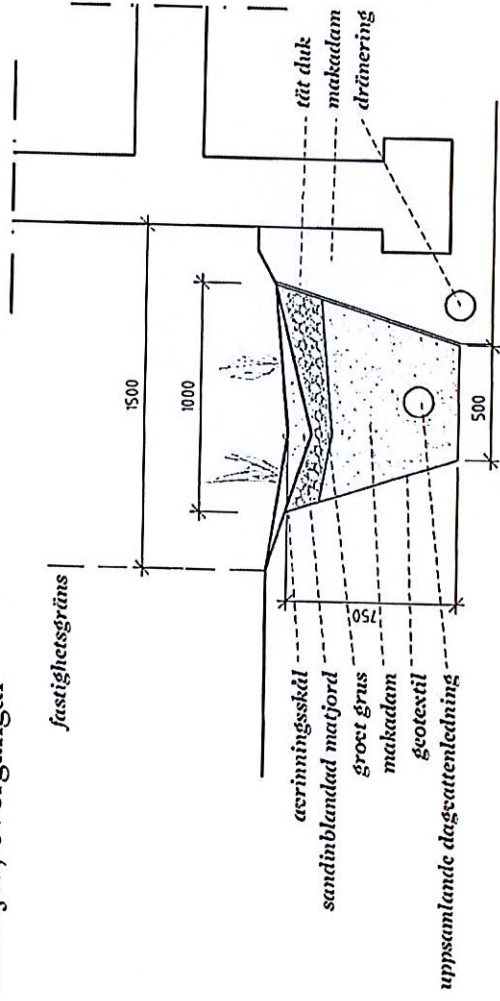 fastighetsgräns
1500
1000
tät duk
makadam
dränering
avrinningsskål
sandinblandad matjord
grovt grus
makadam
geotextil
uppsamlande dagvattenledning
750
500